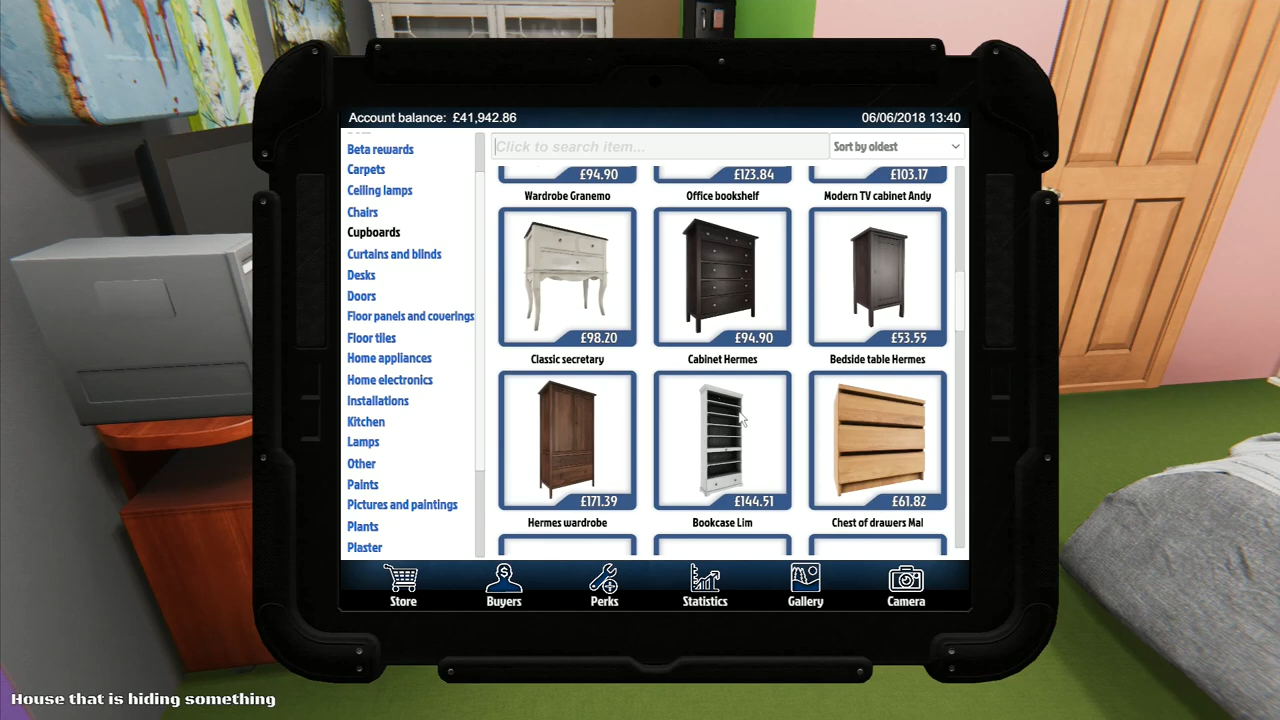 Account balance: £41,942.86
06/06/2018 13:40
Click to search item...
Sort by oldest
Beta rewards
Carpets
Ceiling lamps
Chairs
Cupboards
Curtains and blinds
Desks
Doors
Floor panels and coverings
Floor tiles
Home appliances
Home electronics
Installations
Kitchen
Lamps
Other
Paints
Pictures and paintings
Plants
Plaster
£94.90
£123.84
£103.17
Wardrobe Granemo
Office bookshelf
Modern TV cabinet Andy
£98.20
£94.90
£53.55
Classic secretary
Cabinet Hermes
Bedside table Hermes
£171.39
£144.51
£61.82
Hermes wardrobe
Bookcase Lim
Chest of drawers Mal
Store
Buyers
Perks
Statistics
Gallery
Camera
House that is hiding something